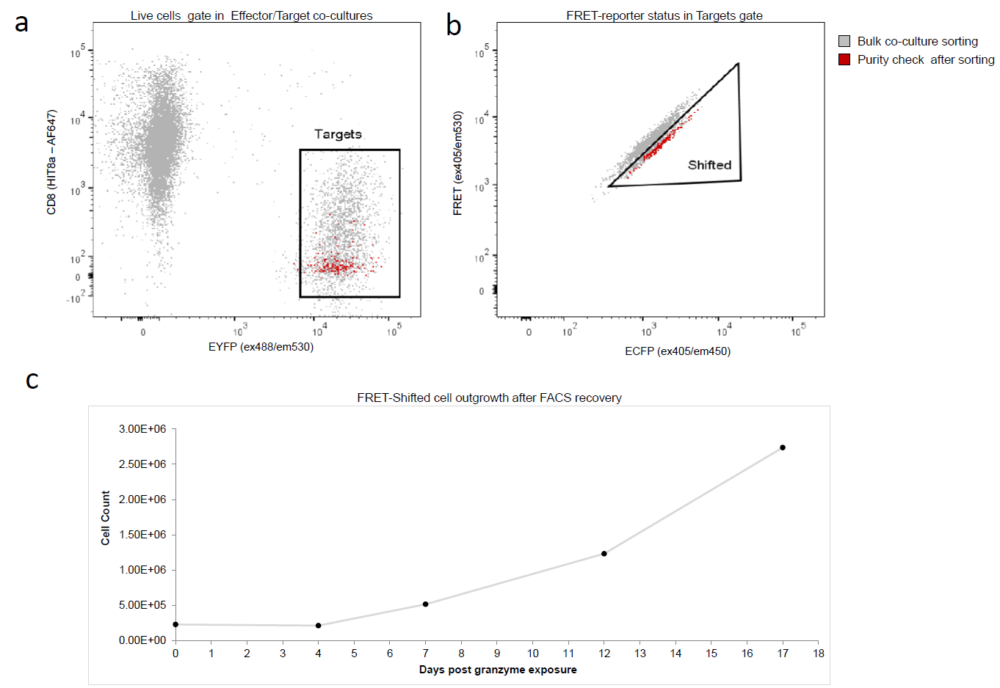 a
Live cells gate in Effector/Target co-cultures
10^5
10^4
10^3
10^2
0
-10^2
CD8 (HIT8a – AF647)
Targets
0
10^3
10^4
10^5
EYFP (ex488/em530)
b
FRET-reporter status in Targets gate
10^5
10^4
10^3
10^2
0
FRET (ex405/em530)
Shifted
0
10^2
10^3
10^4
10^5
ECFP (ex405/em450)
Bulk co-culture sorting
Purity check after sorting
c
FRET-Shifted cell outgrowth after FACS recovery
3.00E+06
2.50E+06
2.00E+06
1.50E+06
1.00E+06
5.00E+05
0.00E+00
Cell Count
0 1 2 3 4 5 6 7 8 9 10 11 12 13 14 15 16 17 18
Days post granzyme exposure